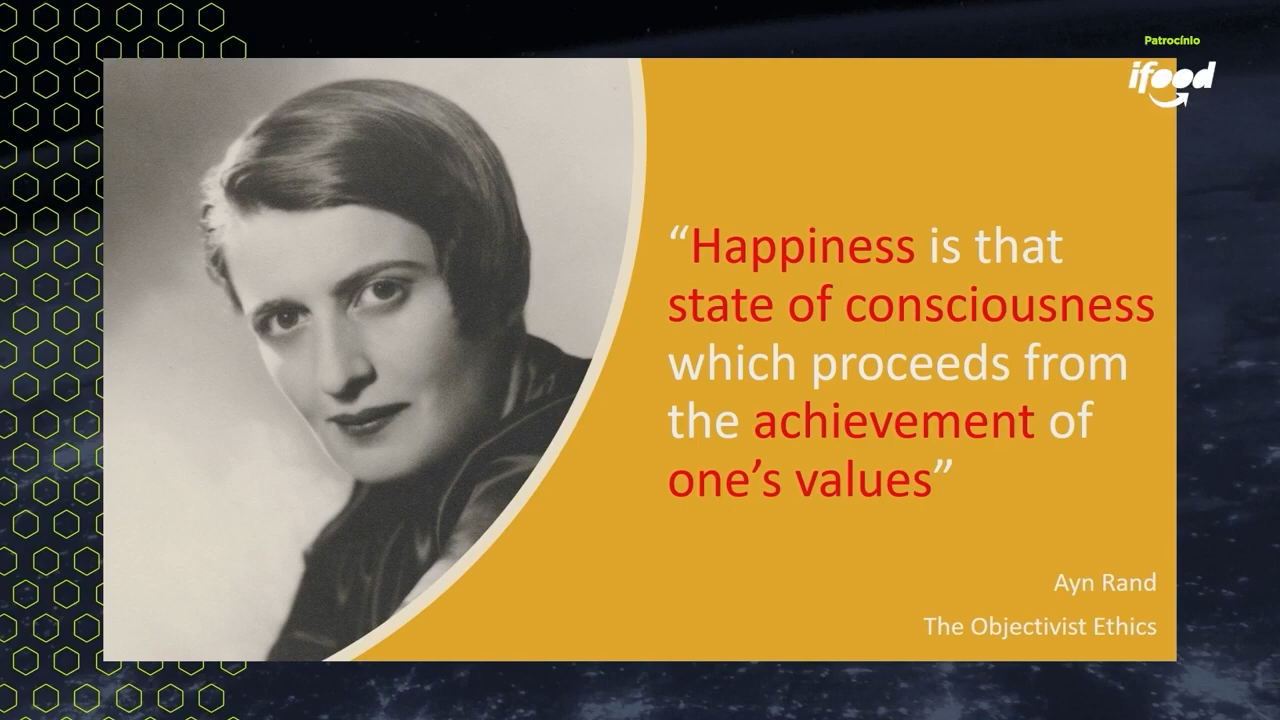 Patrocínio
ifood
“Happiness is that
state of consciousness
which proceeds from
the achievement of
one’s values”
Ayn Rand
The Objectivist Ethics